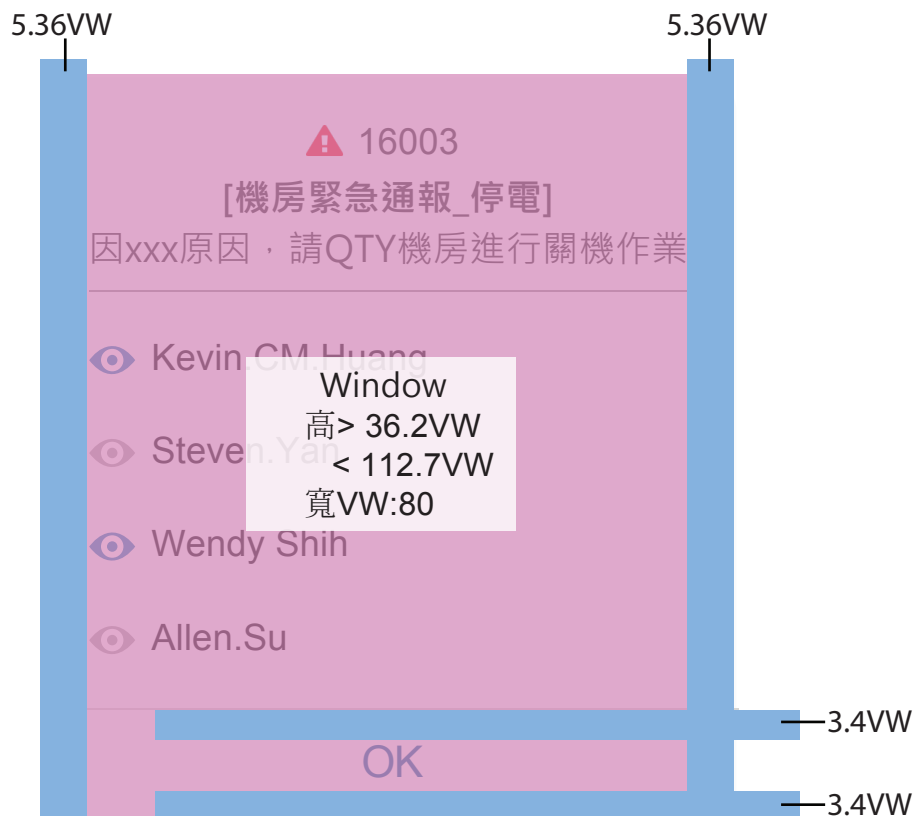 5.36VW 5.36VW
16003
[機房緊急通報_停電]
因xxx原因，請QTY機房進行關機作業
Kevin.CM.Huang
Window
高> 36.2VW
Steven.Yan
< 112.7VW
寬VW:80
Wendy Shih
Allen.Su
3.4VW
OK
3.4VW